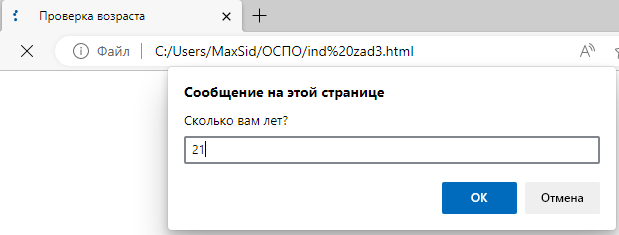 Проверка возраста
Файл C:/Users/MaxSid/ОСПО/ind%20zad3.html
Сообщение на этой странице
Сколько вам лет?
21
ОК Отмена